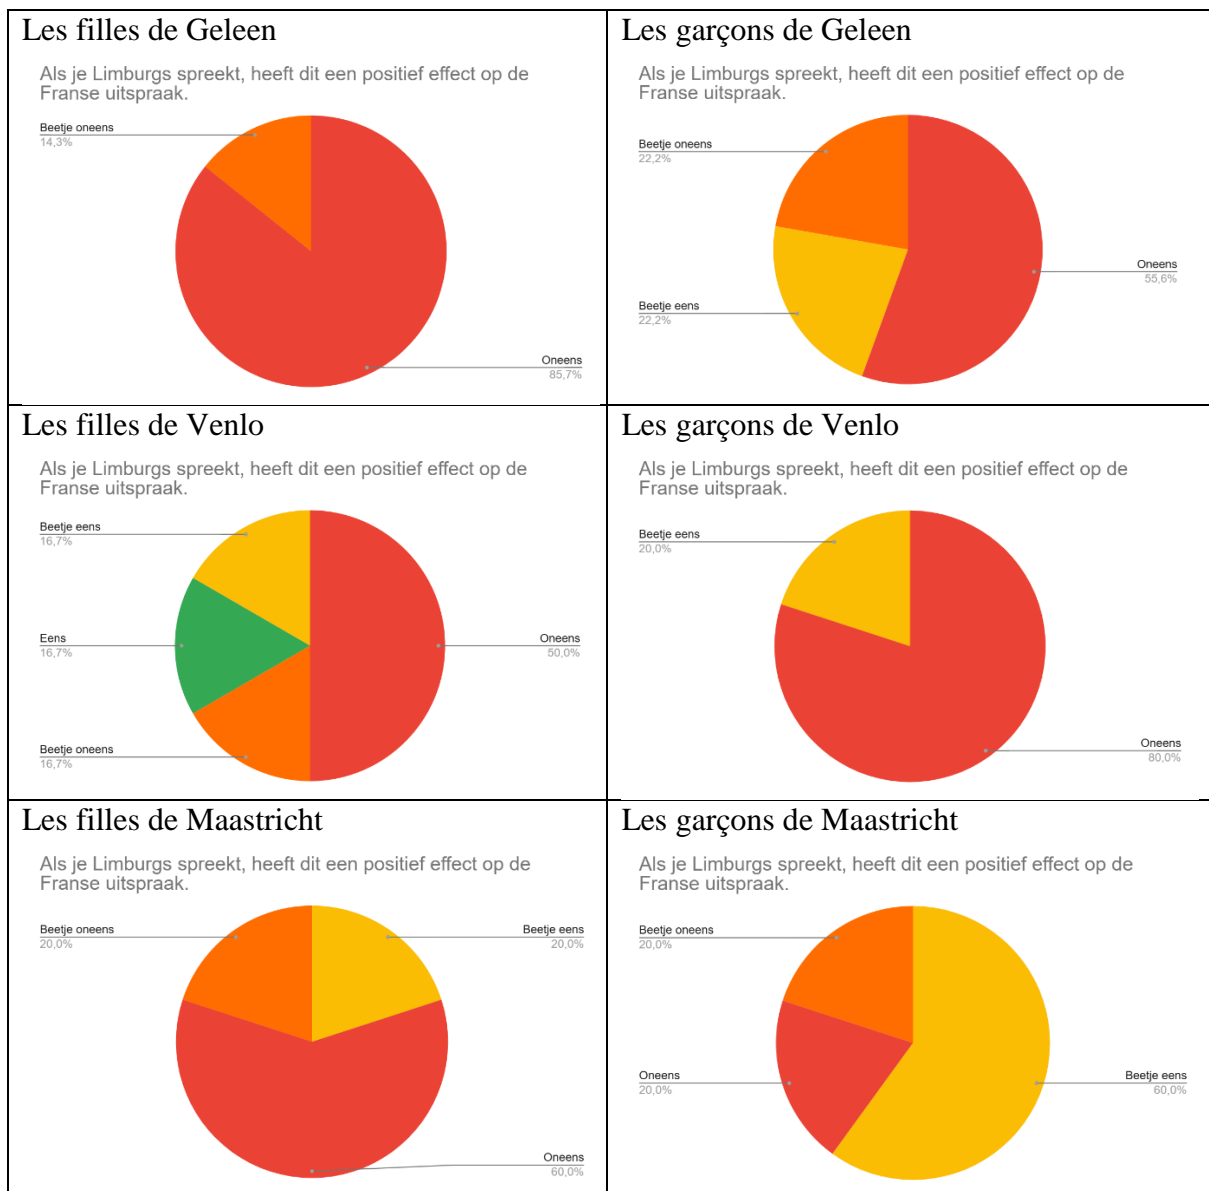 Les filles de Geleen
Als je Limburgs spreekt, heeft dit een positief effect op de
Franse uitspraak.
Beetje oneens
14,3%
Oneens
85,7%
Les garçons de Geleen
Als je Limburgs spreekt, heeft dit een positief effect op de
Franse uitspraak.
Beetje oneens
22,2%
Oneens
55,6%
Beetje eens
22,2%
Les filles de Venlo
Als je Limburgs spreekt, heeft dit een positief effect op de
Franse uitspraak.
Beetje eens
16,7%
Eens
16,7%
Oneens
50,0%
Beetje oneens
16,7%
Les garçons de Venlo
Als je Limburgs spreekt, heeft dit een positief effect op de
Franse uitspraak.
Beetje eens
20,0%
Oneens
80,0%
Les filles de Maastricht
Als je Limburgs spreekt, heeft dit een positief effect op de
Franse uitspraak.
Beetje oneens
20,0%
Beetje eens
20,0%
Oneens
60,0%
Les garçons de Maastricht
Als je Limburgs spreekt, heeft dit een positief effect op de
Franse uitspraak.
Beetje oneens
20,0%
Oneens
20,0%
Beetje eens
60,0%